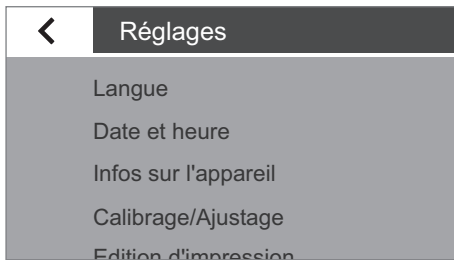 Réglages
Langue
Date et heure
Infos sur l'appareil
Calibrage/Ajustage
Edition d'impression